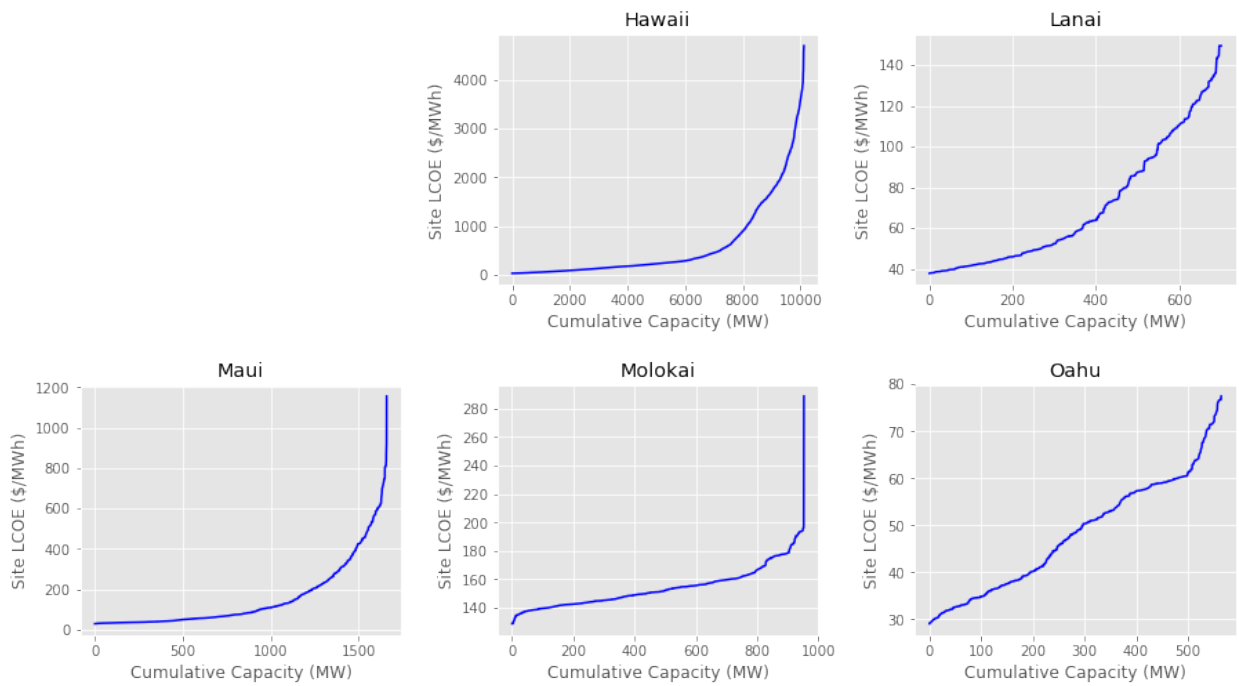 Hawaii
4000
3000
2000
1000
0
0 2000 4000 6000 8000 10000
Site LCOE ($/MWh)
Cumulative Capacity (MW)
Lanai
140
120
100
80
60
40
0 200 400 600
Site LCOE ($/MWh)
Cumulative Capacity (MW)
Maui
1200
1000
800
600
400
200
0
0 500 1000 1500
Site LCOE ($/MWh)
Cumulative Capacity (MW)
Molokai
280
260
240
220
200
180
160
140
0 200 400 600 800 1000
Site LCOE ($/MWh)
Cumulative Capacity (MW)
Oahu
80
70
60
50
40
30
0 100 200 300 400 500
Site LCOE ($/MWh)
Cumulative Capacity (MW)